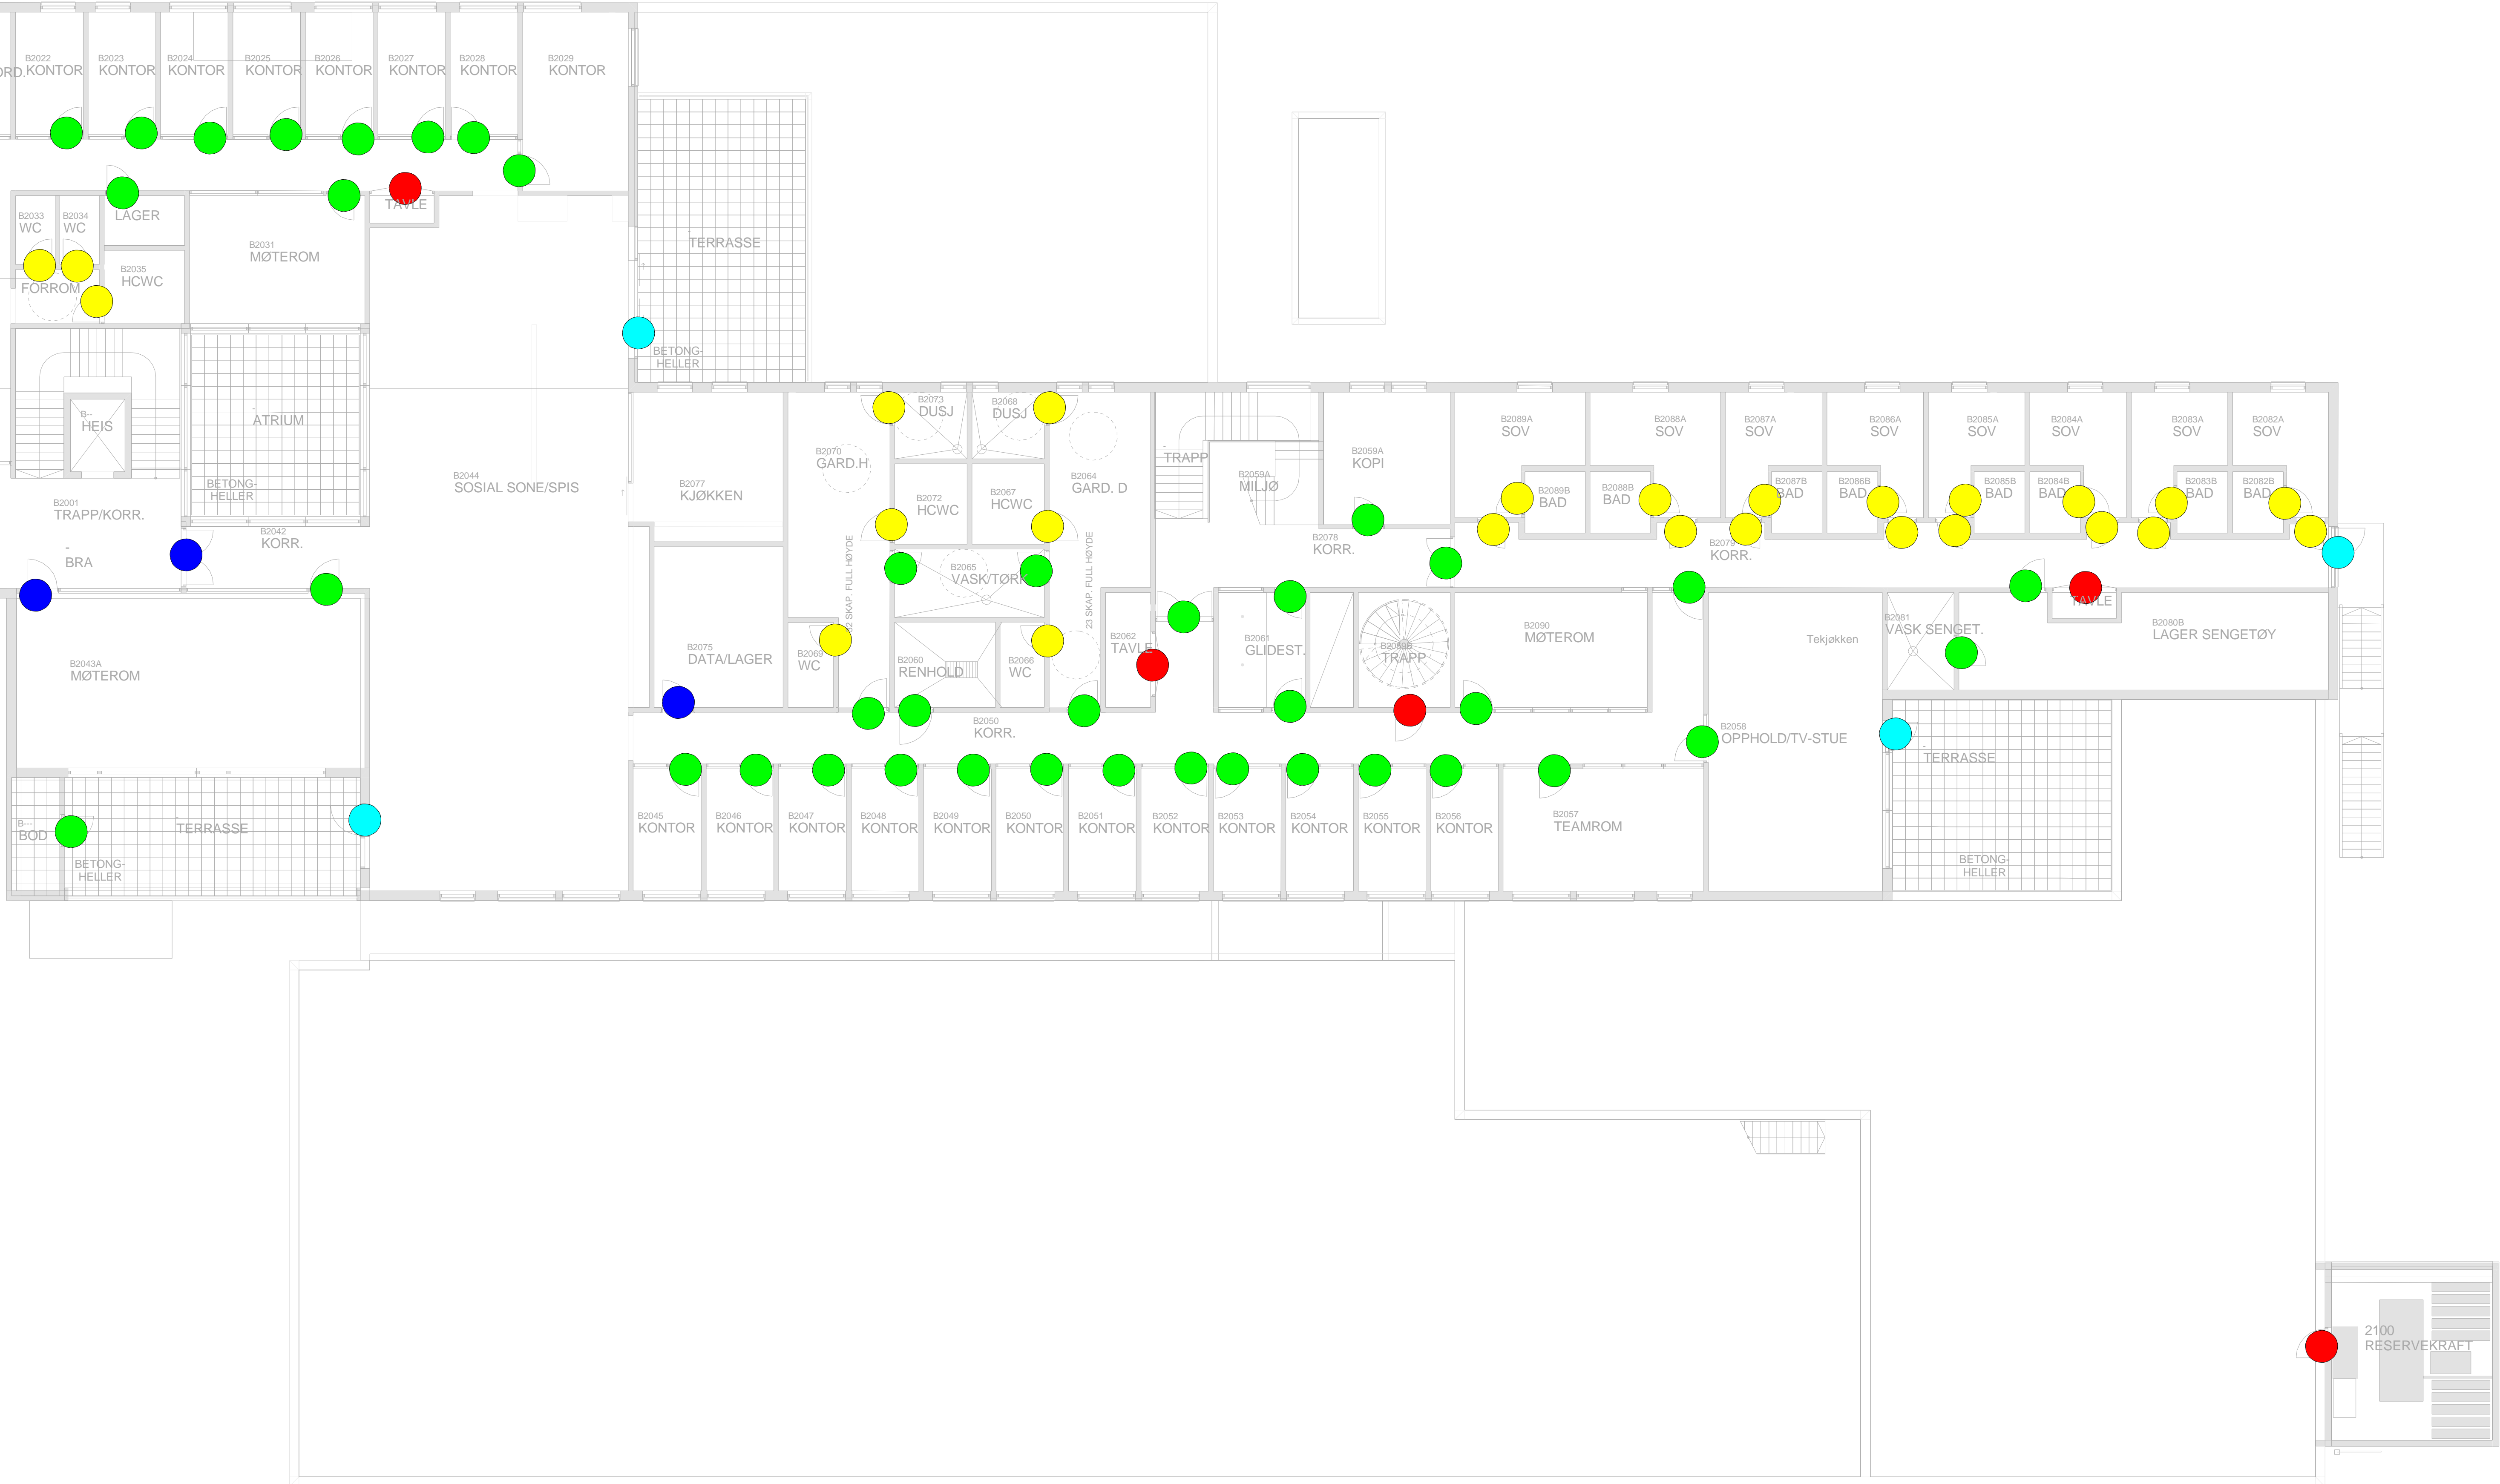 B2022
KONTOR
B2023
KONTOR
B2024
KONTOR
B2025
KONTOR
B2026
KONTOR
B2027
KONTOR
B2028
KONTOR
B2029
KONTOR
ORD.
B2033
WC
B2034
WC
LAGER
TAVLE
B2031
MØTEROM
B2035
HCWC
FORROM
TERRASSE
BETONG-
HELLER
B--
HEIS
ATRIUM
BETONG-
HELLER
B2001
TRAPP/KORR.
B2042
KORR.
-
BRA
B2044
SOSIAL SONE/SPIS
B2077
KJØKKEN
B2070
GARD.H
B2073
DUSJ
B2068
DUSJ
B2072
HCWC
B2067
HCWC
B2064
GARD. D
TRAPP
B2059A
MILJØ
B2059A
KOPI
B2089A
SOV
B2088A
SOV
B2087A
SOV
B2086A
SOV
B2085A
SOV
B2084A
SOV
B2083A
SOV
B2082A
SOV
B2089B
BAD
B2088B
BAD
B2087B
BAD
B2086B
BAD
B2085B
BAD
B2084B
BAD
B2083B
BAD
B2082B
BAD
B2078
KORR.
B2079
KORR.
B2065
VASK/TØRK
32 SKAP. FULL HØYDE
23 SKAP. FULL HØYDE
TAVLE
B2043A
MØTEROM
B2075
DATA/LAGER
B2069
WC
B2060
RENHOLD
B2066
WC
B2062
TAVLE
B2061
GLIDEST.
B2059B
TRAPP
B2090
MØTEROM
Tekjøkken
B2081
VASK SENGET.
B2080B
LAGER SENGETØY
B2050
KORR.
B2058
OPPHOLD/TV-STUE
TERRASSE
B---
BOD
TERRASSE
BETONG-
HELLER
B2045
KONTOR
B2046
KONTOR
B2047
KONTOR
B2048
KONTOR
B2049
KONTOR
B2050
KONTOR
B2051
KONTOR
B2052
KONTOR
B2053
KONTOR
B2054
KONTOR
B2055
KONTOR
B2056
KONTOR
B2057
TEAMROM
BETONG-
HELLER
2100
RESERVEKRAFT